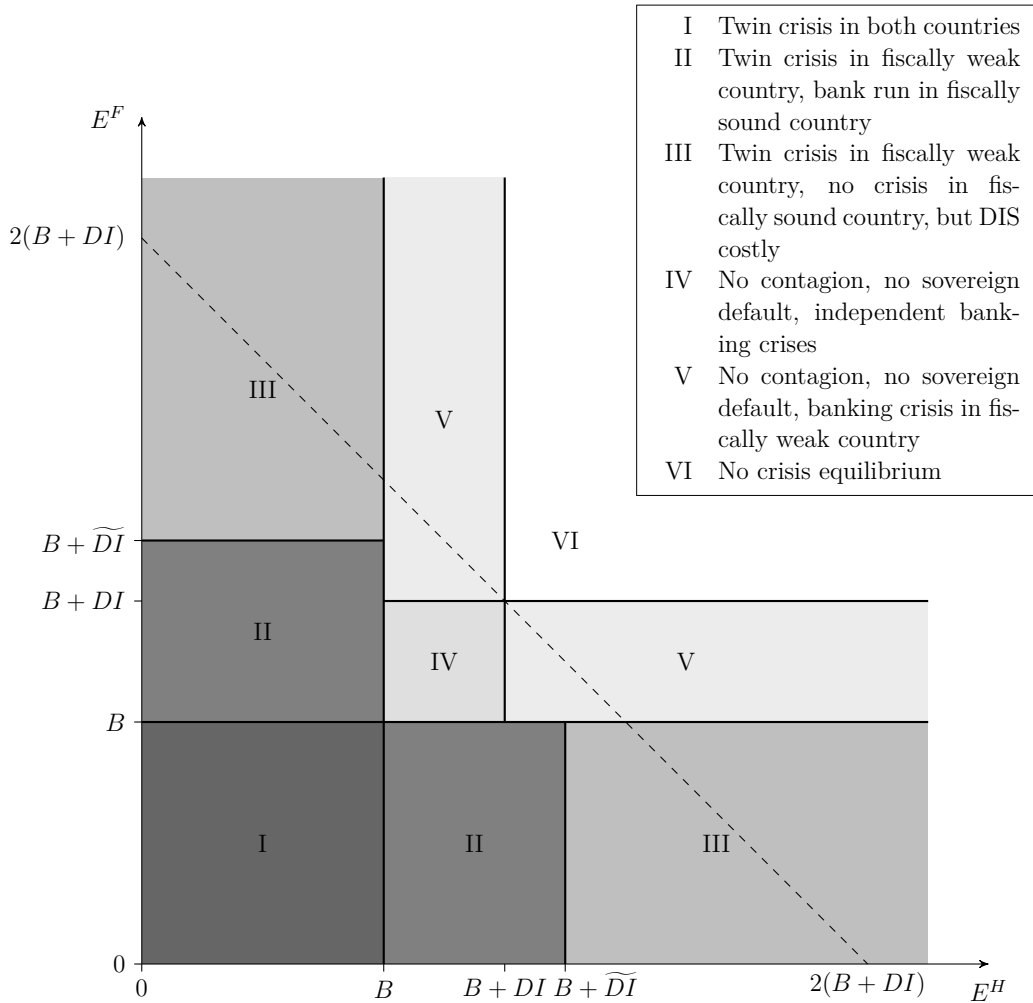 I Twin crisis in both countries
II Twin crisis in fiscally weak
country, bank run in fiscally
sound country
III Twin crisis in fiscally weak
country, no crisis in fis-
cally sound country, but DIS
costly
IV No contagion, no sovereign
default, independent bank-
ing crises
V No contagion, no sovereign
default, banking crisis in fis-
cally weak country
VI No crisis equilibrium
E^F
2(B + DI)
III
V
B + \widetilde{DI}
VI
B + DI
II
IV
V
B
I
II
III
0
0
B
B + DI
B + \widetilde{DI}
2(B + DI)
E^H